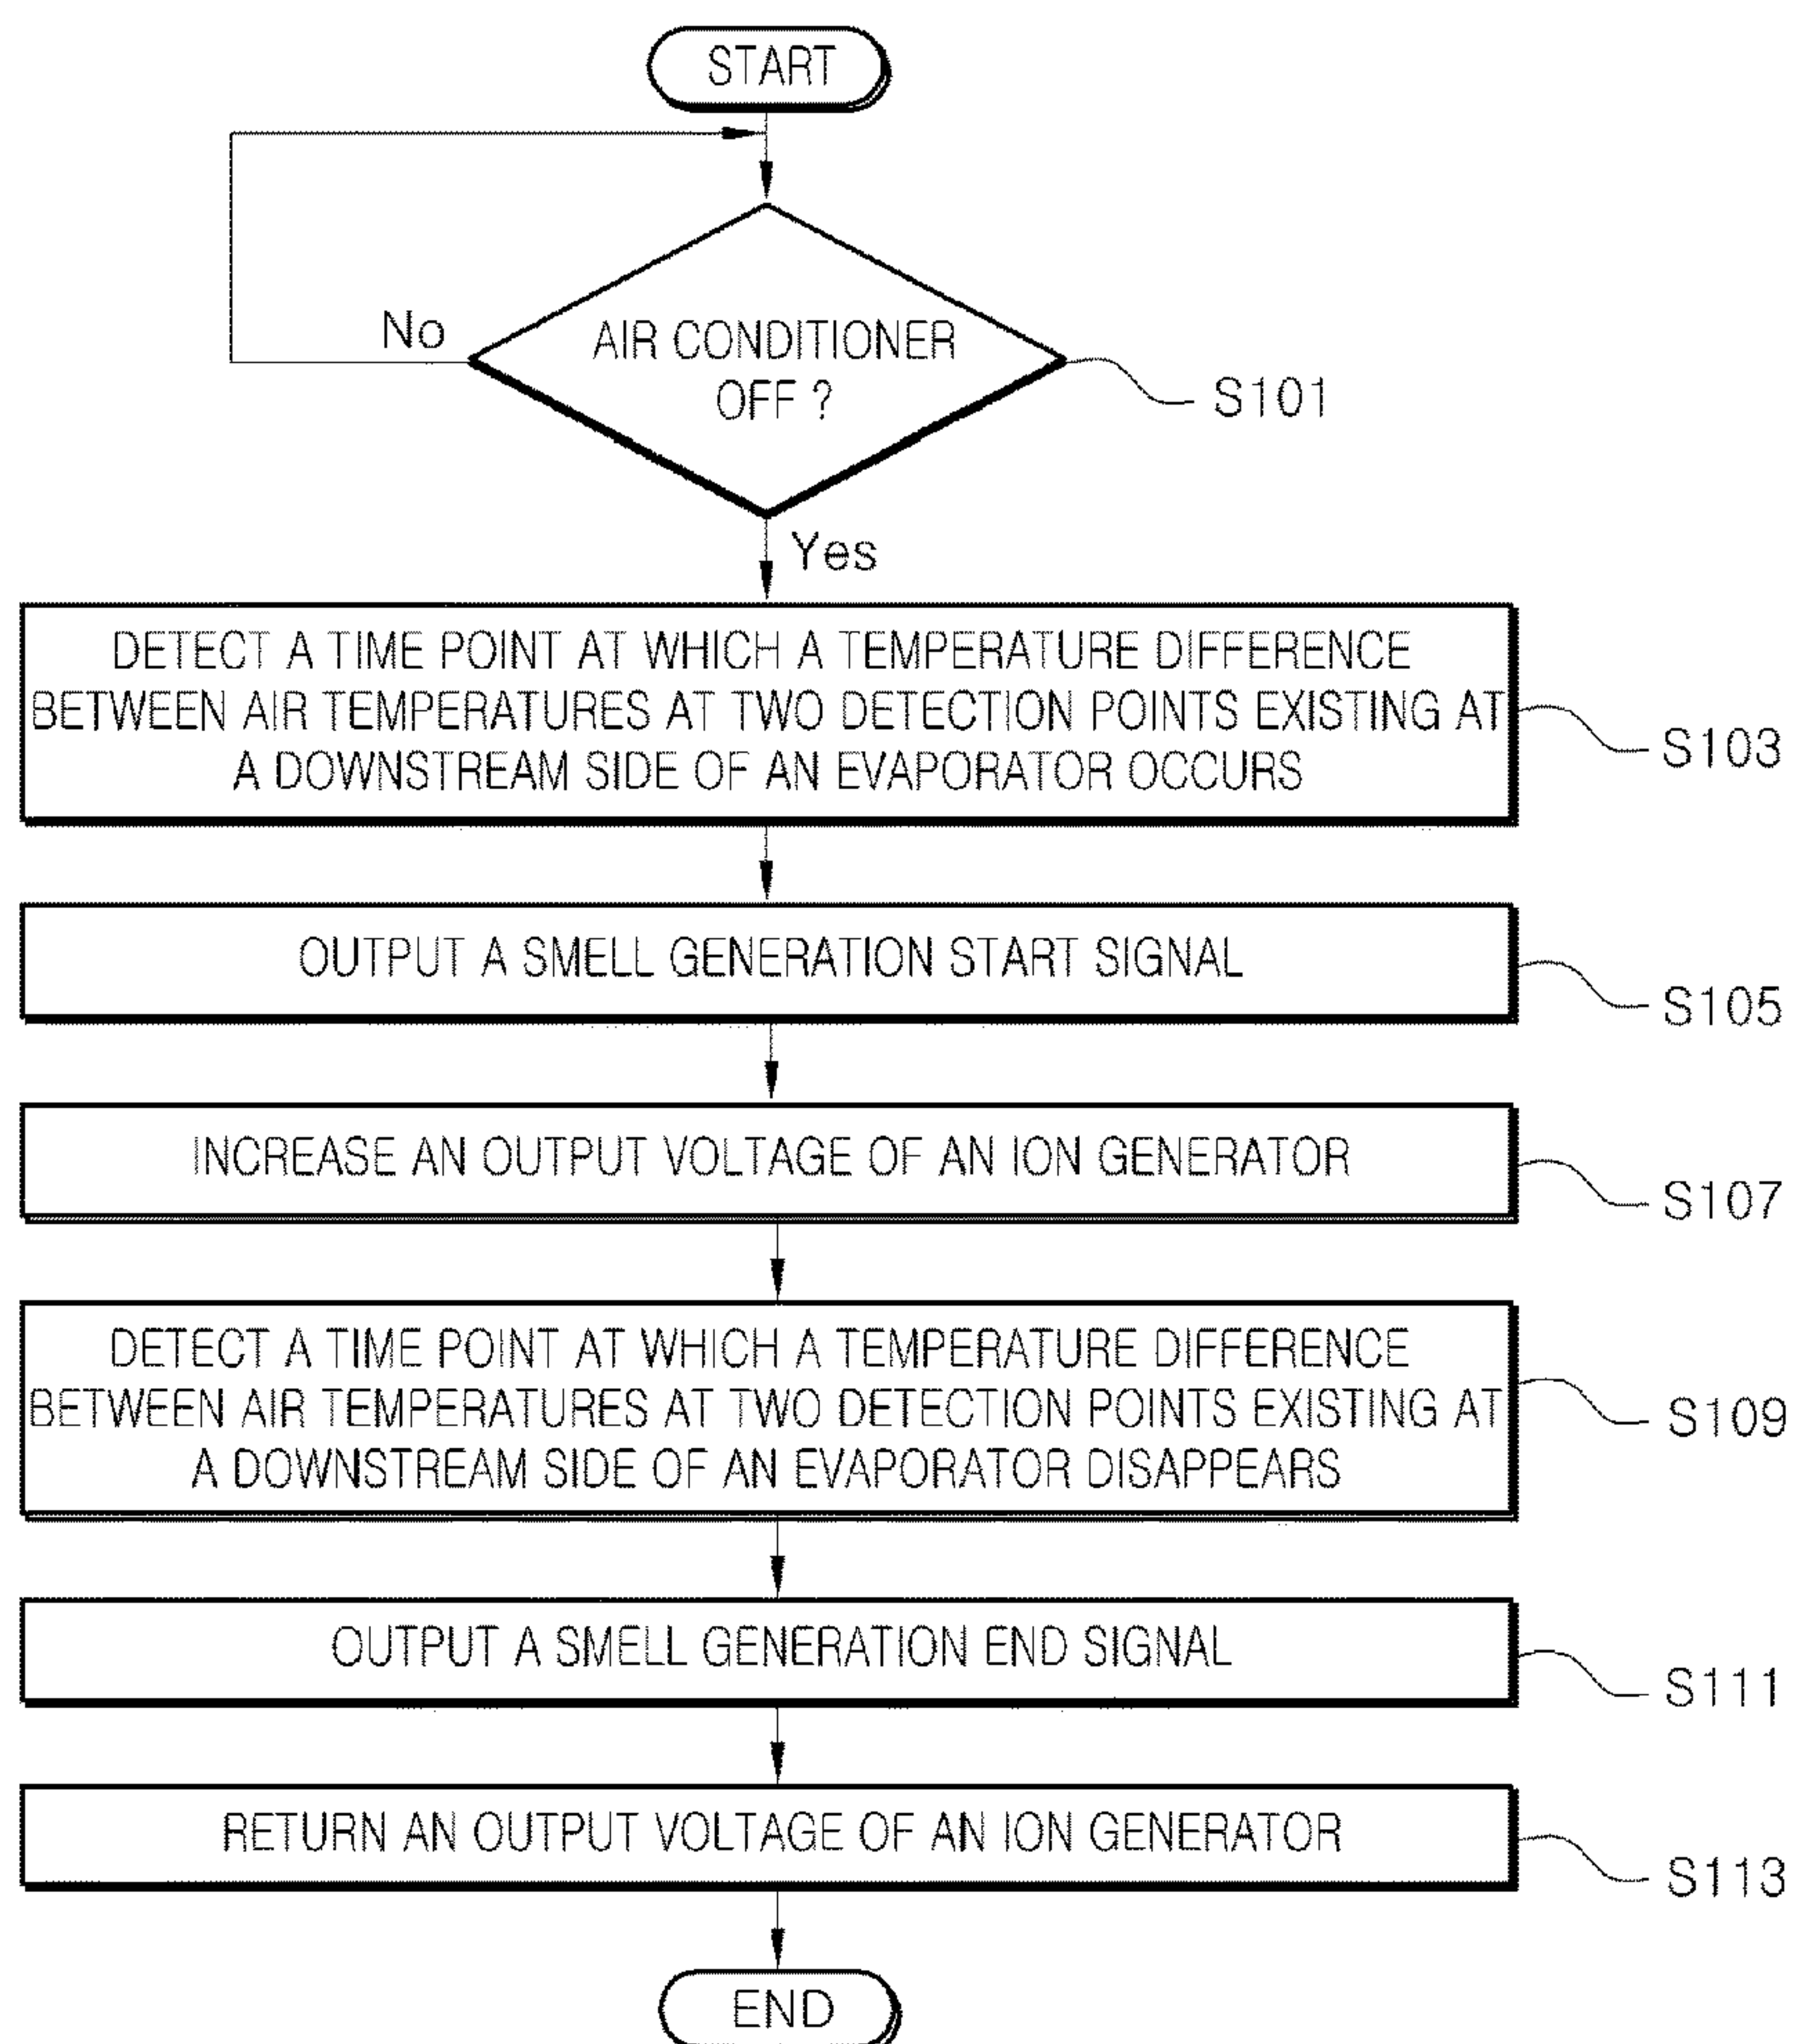 START
No
AIR CONDITIONER
OFF ?
S101
Yes
DETECT A TIME POINT AT WHICH A TEMPERATURE DIFFERENCE
BETWEEN AIR TEMPERATURES AT TWO DETECTION POINTS EXISTING AT
A DOWNSTREAM SIDE OF AN EVAPORATOR OCCURS
S103
OUTPUT A SMELL GENERATION START SIGNAL
S105
INCREASE AN OUTPUT VOLTAGE OF AN ION GENERATOR
S107
DETECT A TIME POINT AT WHICH A TEMPERATURE DIFFERENCE
BETWEEN AIR TEMPERATURES AT TWO DETECTION POINTS EXISTING AT
A DOWNSTREAM SIDE OF AN EVAPORATOR DISAPPEARS
S109
OUTPUT A SMELL GENERATION END SIGNAL
S111
RETURN AN OUTPUT VOLTAGE OF AN ION GENERATOR
S113
END